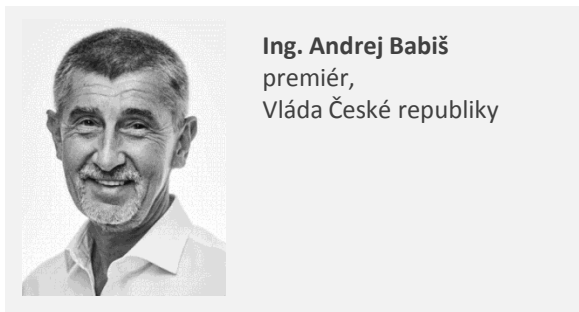 Ing. Andrej Babiš
premiér,
Vláda České republiky